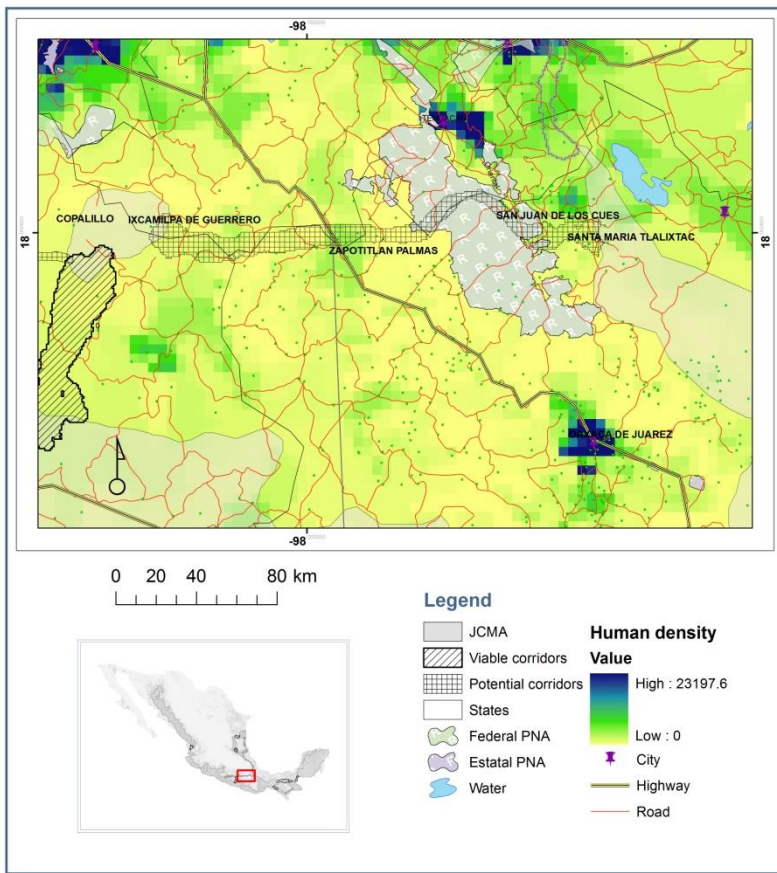 -98
COPALILLO
IXCAMILPA DE GUERRERO
SAN JUAN DE LOS CUES
18
18
ZAPOTITLAN PALMAS
SANTA MARIA TLALIXTAC
R R R R R
OAXACA DE JUAREZ
-98
0 20 40 60 80 km
Legend
JCMA
Viable corridors
Potential corridors
States
Federal PNA
Estatal PNA
Water
Human density
Value
High : 23197.6
Low : 0
City
Highway
Road